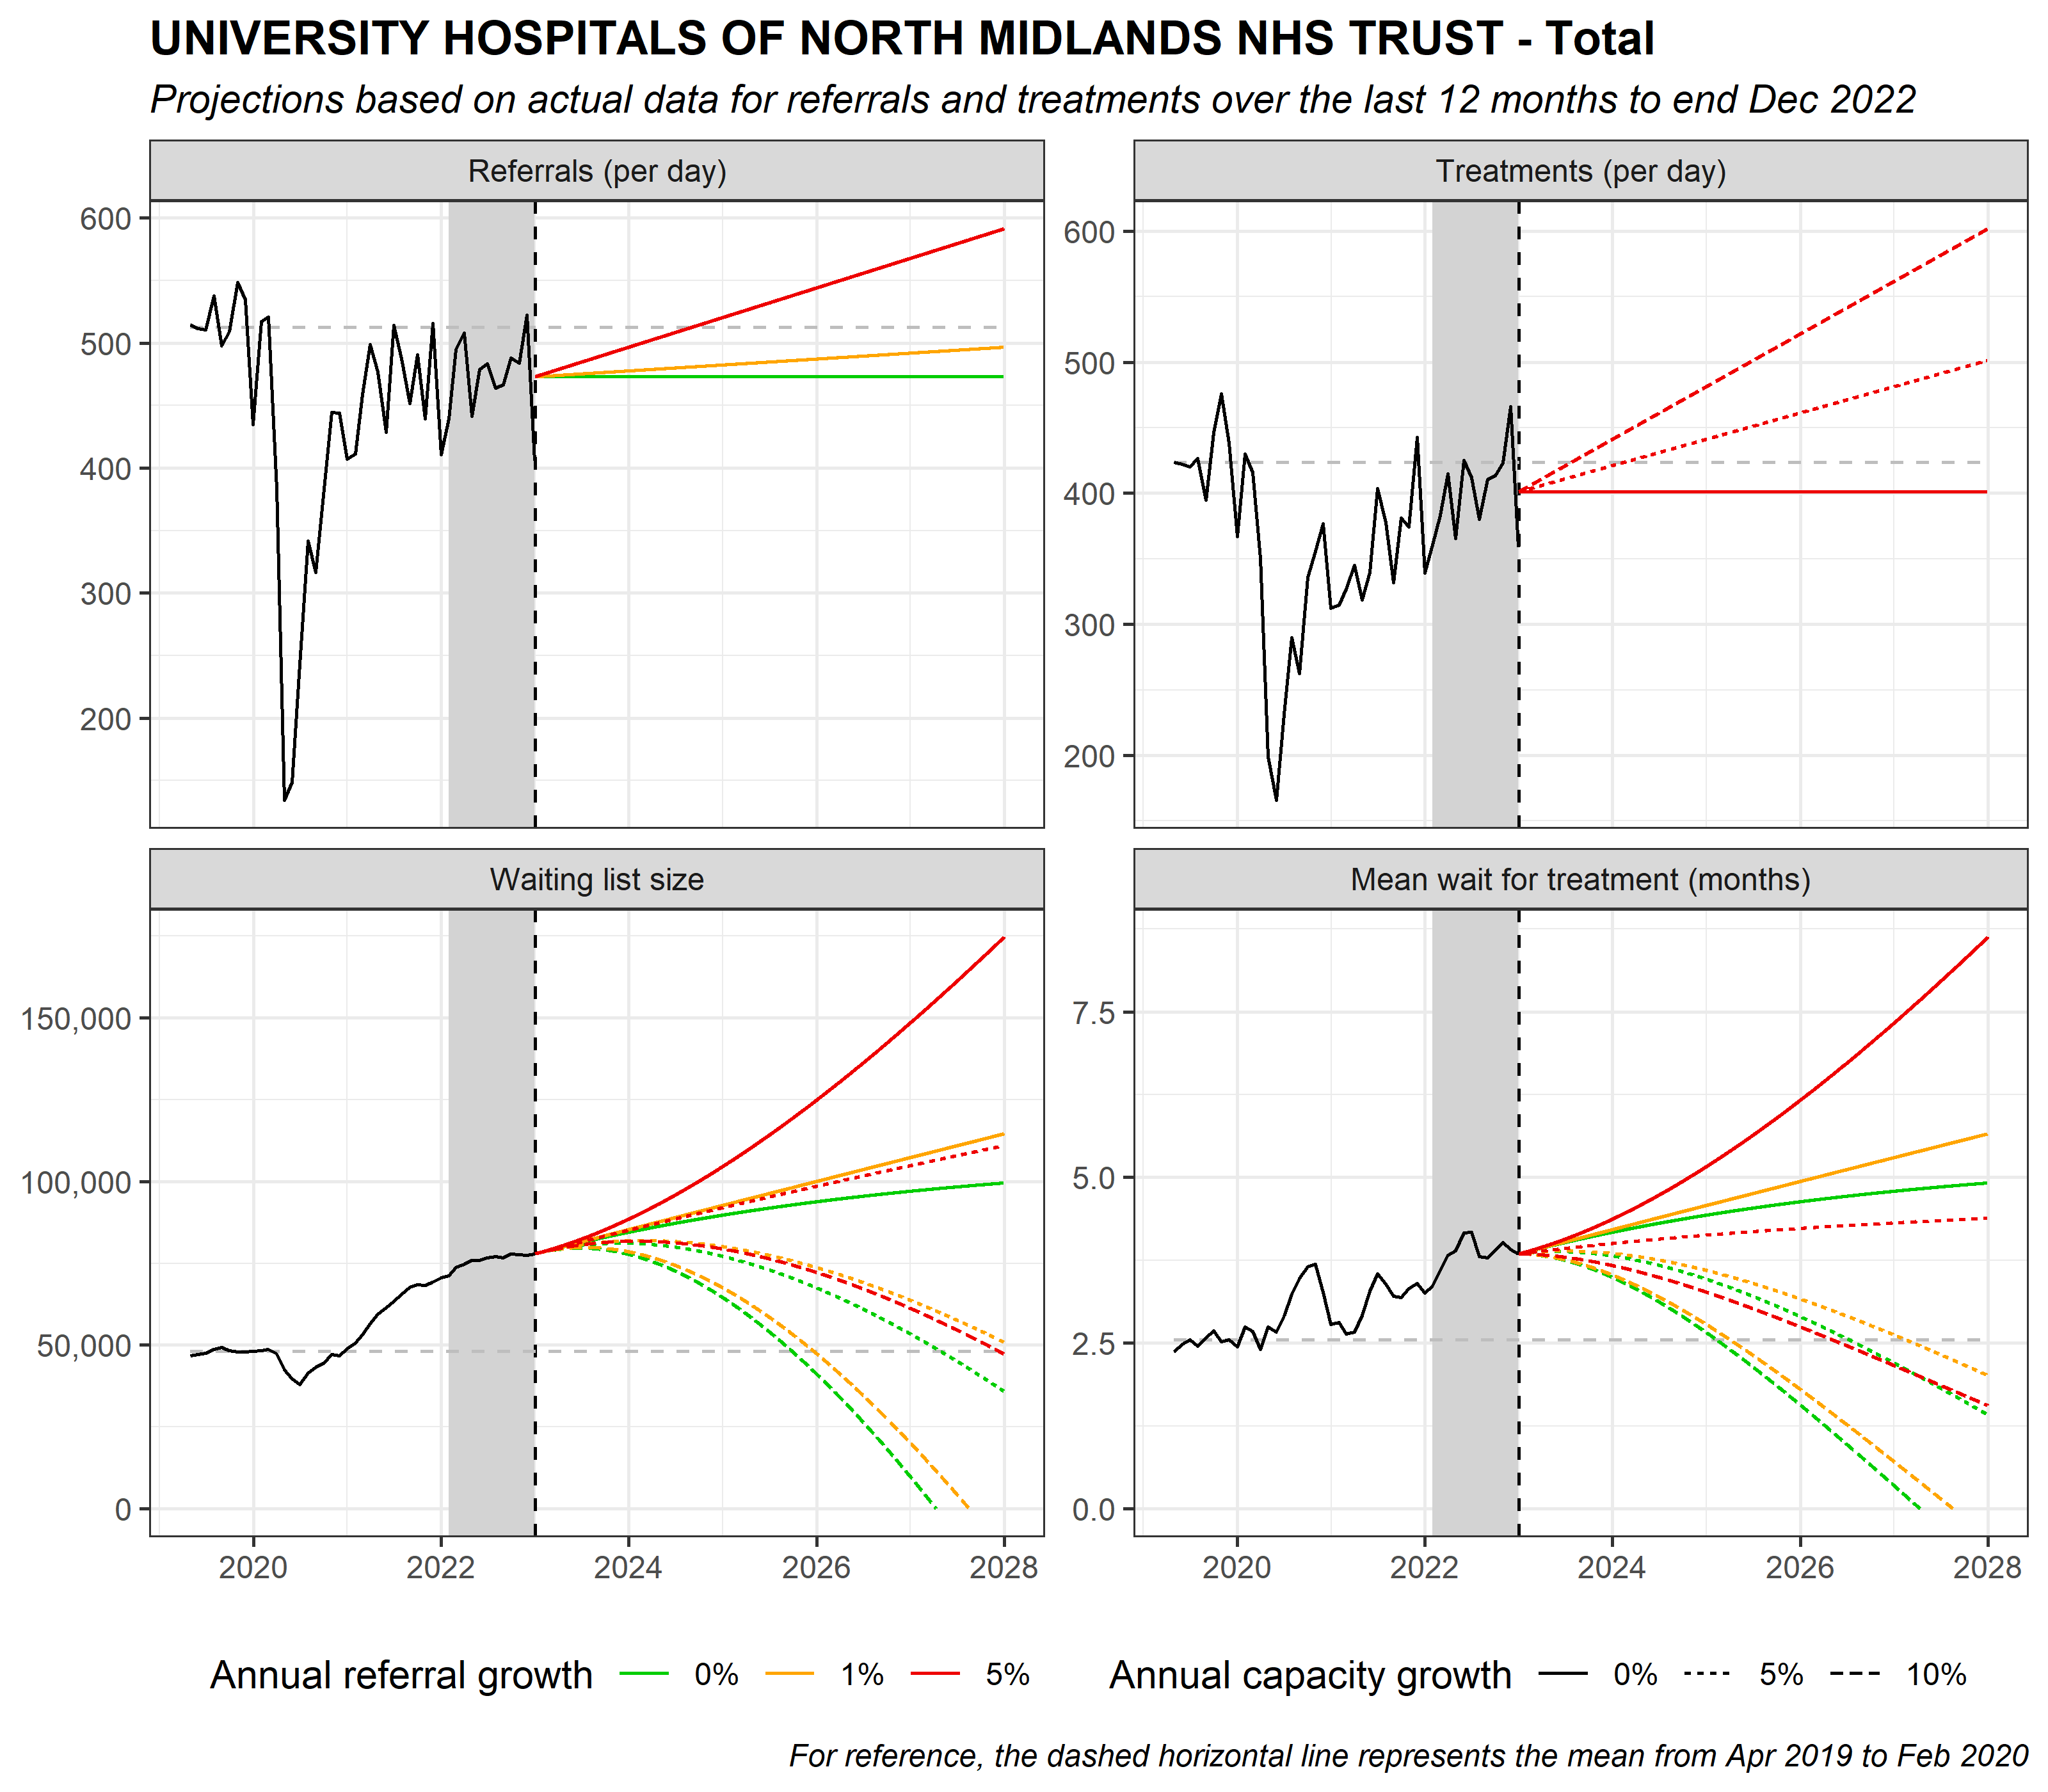 UNIVERSITY HOSPITALS OF NORTH MIDLANDS NHS TRUST - Total
Projections based on actual data for referrals and treatments over the last 12 months to end Dec 2022
Referrals (per day)
600
500
400
300
200
Treatments (per day)
600
500
400
300
200
Waiting list size
150,000
100,000
50,000
0
2020 2022 2024 2026 2028
Mean wait for treatment (months)
7.5
5.0
2.5
0.0
2020 2022 2024 2026 2028
Annual referral growth 0% 1% 5%
Annual capacity growth 0% 5% 10%
For reference, the dashed horizontal line represents the mean from Apr 2019 to Feb 2020